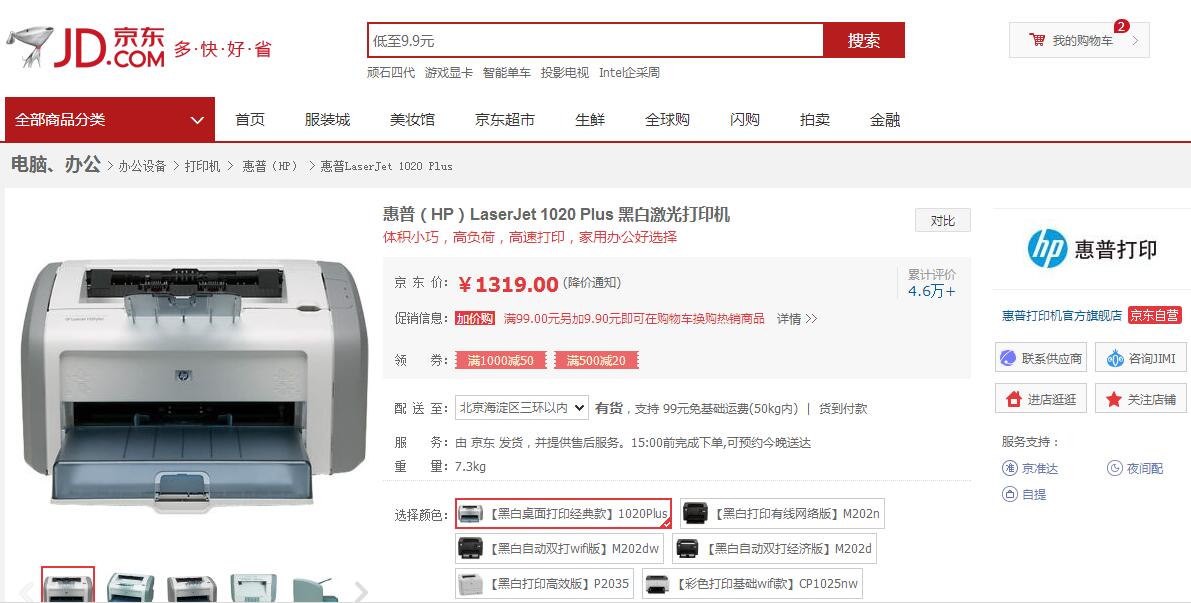 JD.COM 京东 多·快·好·省
低至9.9元 搜索
2
我的购物车
顽石四代 游戏显卡 智能单车 投影电视 Intel企采周
全部商品分类 首页 服装城 美妆馆 京东超市 生鲜 全球购 闪购 拍卖 金融
电脑、办公 > 办公设备 > 打印机 > 惠普（HP） > 惠普LaserJet 1020 Plus
惠普（HP）LaserJet 1020 Plus 黑白激光打印机
对比
体积小巧，高负荷，高速打印，家用办公好选择
京 东 价： ￥1319.00 (降价通知)
累计评价
4.6万+
促销信息： 加价购 满99.00元另加9.90元即可在购物车换购热销商品 详情 >>
领 券： 满1000减50 满500减20
配 送 至： 北京海淀区三环以内 有货，支持 99元免基础运费(50kg内) | 货到付款
服 务： 由 京东 发货，并提供售后服务。15:00前完成下单,可预约今晚送达
重 量： 7.3kg
选择颜色： 【黑白桌面打印经典款】1020Plus 【黑白打印有线网络版】M202n
【黑白自动双打wifi版】M202dw 【黑白自动双打经济版】M202d
【黑白打印高效版】P2035 【彩色打印基础wifi款】CP1025nw
hp 惠普打印
惠普打印机官方旗舰店 京东自营
联系供应商 咨询JIMI
进店逛逛 关注店铺
服务支持：
准 京准达 夜间配
自提